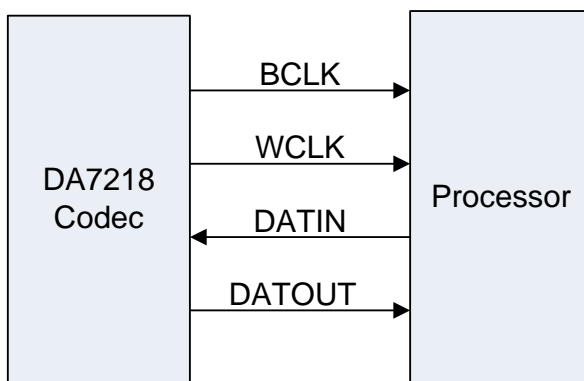 DA7218
Codec
BCLK
WCLK
DATIN
DATOUT
Processor